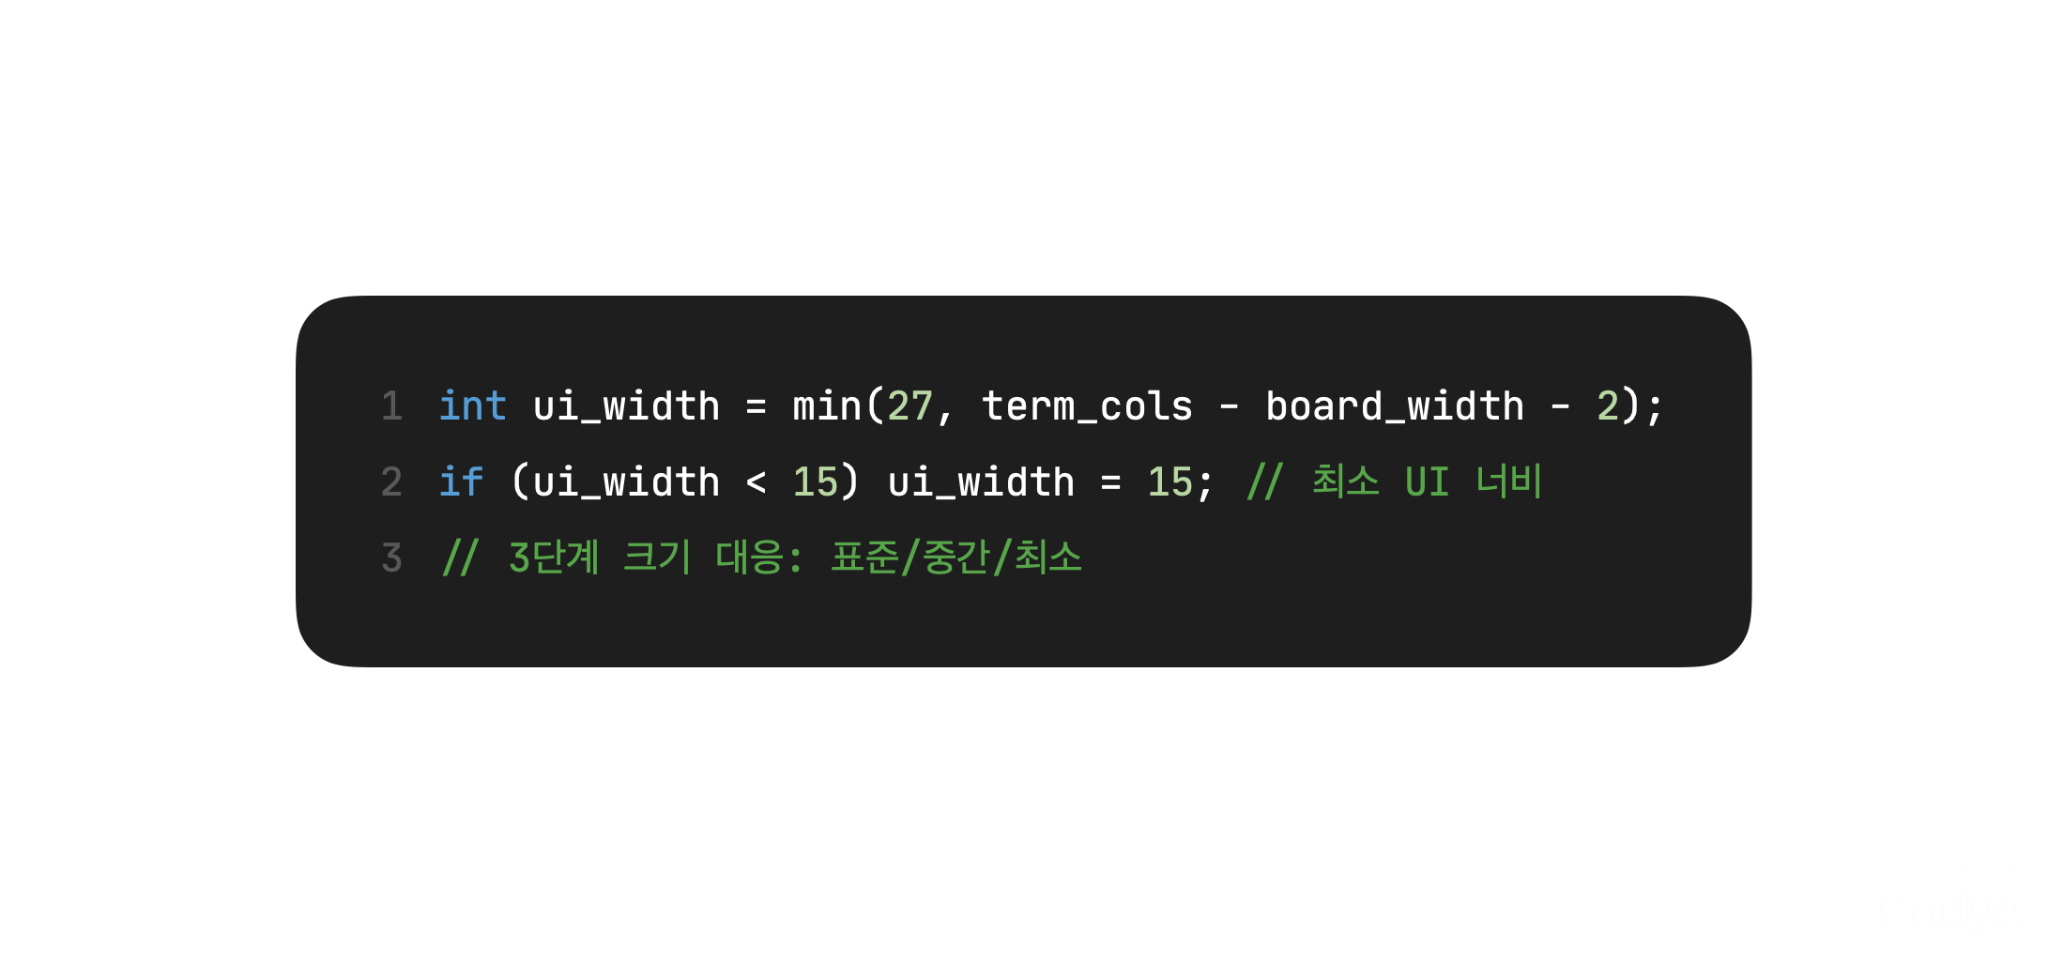 1 int ui_width = min(27, term_cols - board_width - 2);
2 if (ui_width < 15) ui_width = 15; // 최소 UI 너비
3 // 3단계 크기 대응: 표준/중간/최소